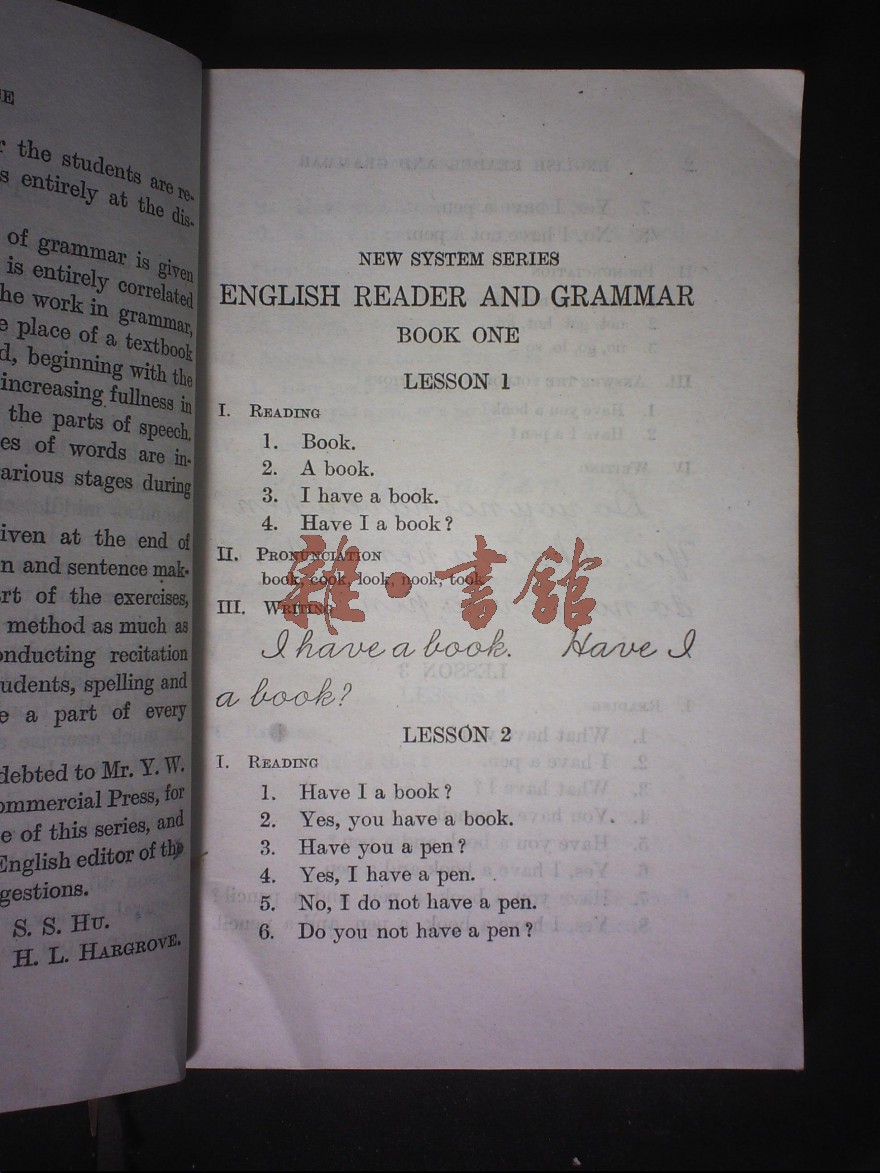 r the students are re-
s entirely at the dis-
of grammar is given
is entirely correlated
he work in grammar,
e place of a textbook
d, beginning with the
increasing fullness in
the parts of speech,
es of words are in-
arious stages during
iven at the end of
n and sentence mak-
rt of the exercises,
method as much as
onducting recitation
udents, spelling and
e a part of every
debted to Mr. Y. W.
ommercial Press, for
e of this series, and
English editor of the
gestions.
S. S. HU.
H. L. HARGROVE.
NEW SYSTEM SERIES
ENGLISH READER AND GRAMMAR
BOOK ONE
LESSON 1
I. READING
1. Book.
2. A book.
3. I have a book.
4. Have I a book?
II. PRONUNCIATION
book, cook, look, nook, took
III. WRITING
I have a book. Have I
a book?
LESSON 2
I. READING
1. Have I a book?
2. Yes, you have a book.
3. Have you a pen?
4. Yes, I have a pen.
5. No, I do not have a pen.
6. Do you not have a pen?
雜·書館